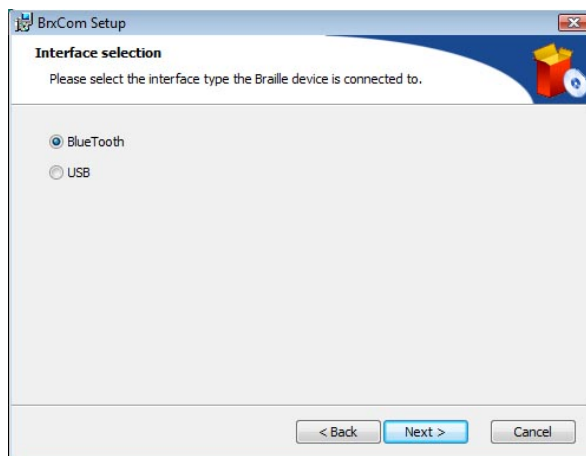 BrxCom Setup
Interface selection
Please select the interface type the Braille device is connected to.
BlueTooth
USB
< Back
Next >
Cancel